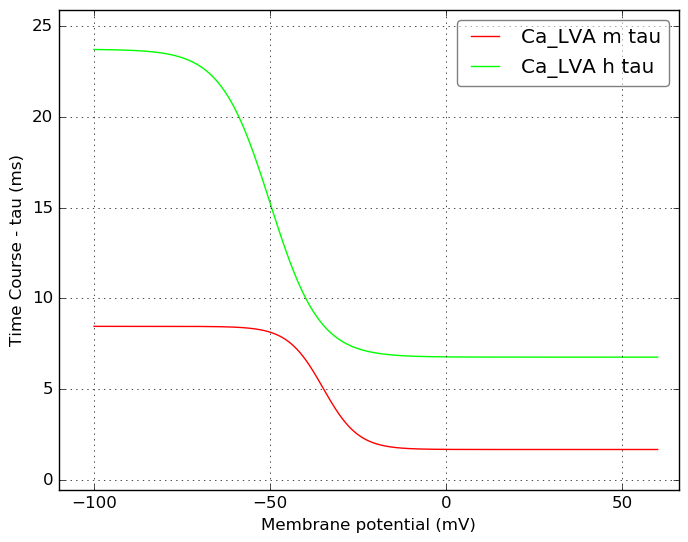 25
20
15
10
5
0
−100
−50
0
50
Time Course - tau (ms)
Membrane potential (mV)
Ca_LVA m tau
Ca_LVA h tau